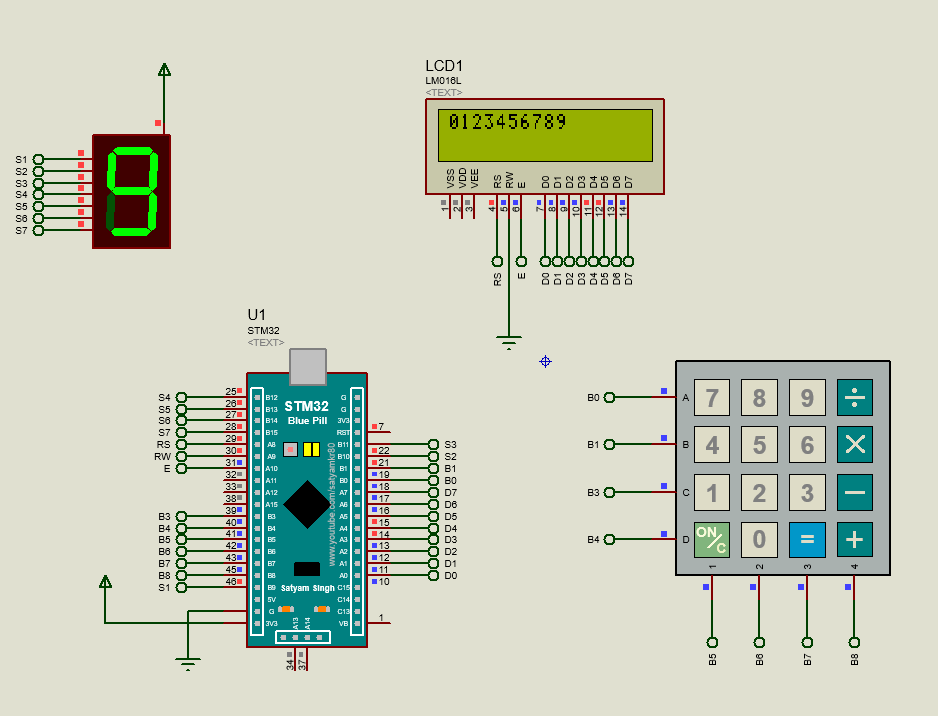 LCD1
LM016L
<TEXT>
0123456789
VSS
VDD
VEE
RS
RW
E
D0
D1
D2
D3
D4
D5
D6
D7
1
2
3
4
5
6
7
8
9
10
11
12
13
14
RS
E
D0
D1
D2
D3
D4
D5
D6
D7
S1
S2
S3
S4
S5
S6
S7
9
U1
STM32
<TEXT>
STM32
Blue Pill
www.youtube.com/satyamkr80
Satyam Singh
S4 25 B12
S5 26 B13
S6 27 B14
S7 28 B15
RS 29 A8
RW 30 A9
E 31 A10
32 A11
33 A12
38 A15
B3 39 B3
B4 40 B4
B5 41 B5
B6 42 B6
B7 43 B7
B8 45 B8
S1 46 B9
5V
G
3V3
G
G
3V3
RST 7
B11 S3
B10 22 S2
B1 21 B1
B0 19 B0
A7 18 D7
A6 17 D6
A5 16 D5
A4 15 D4
A3 14 D3
A2 13 D2
A1 12 D1
A0 11 D0
C15 10
C14
C13
VB 1
A13
A14
34
37
B0 A 7 8 9 ÷
B1 B 4 5 6 ×
B3 C 1 2 3 −
B4 D ON/C 0 = +
1 2 3 4
B5 B6 B7 B8